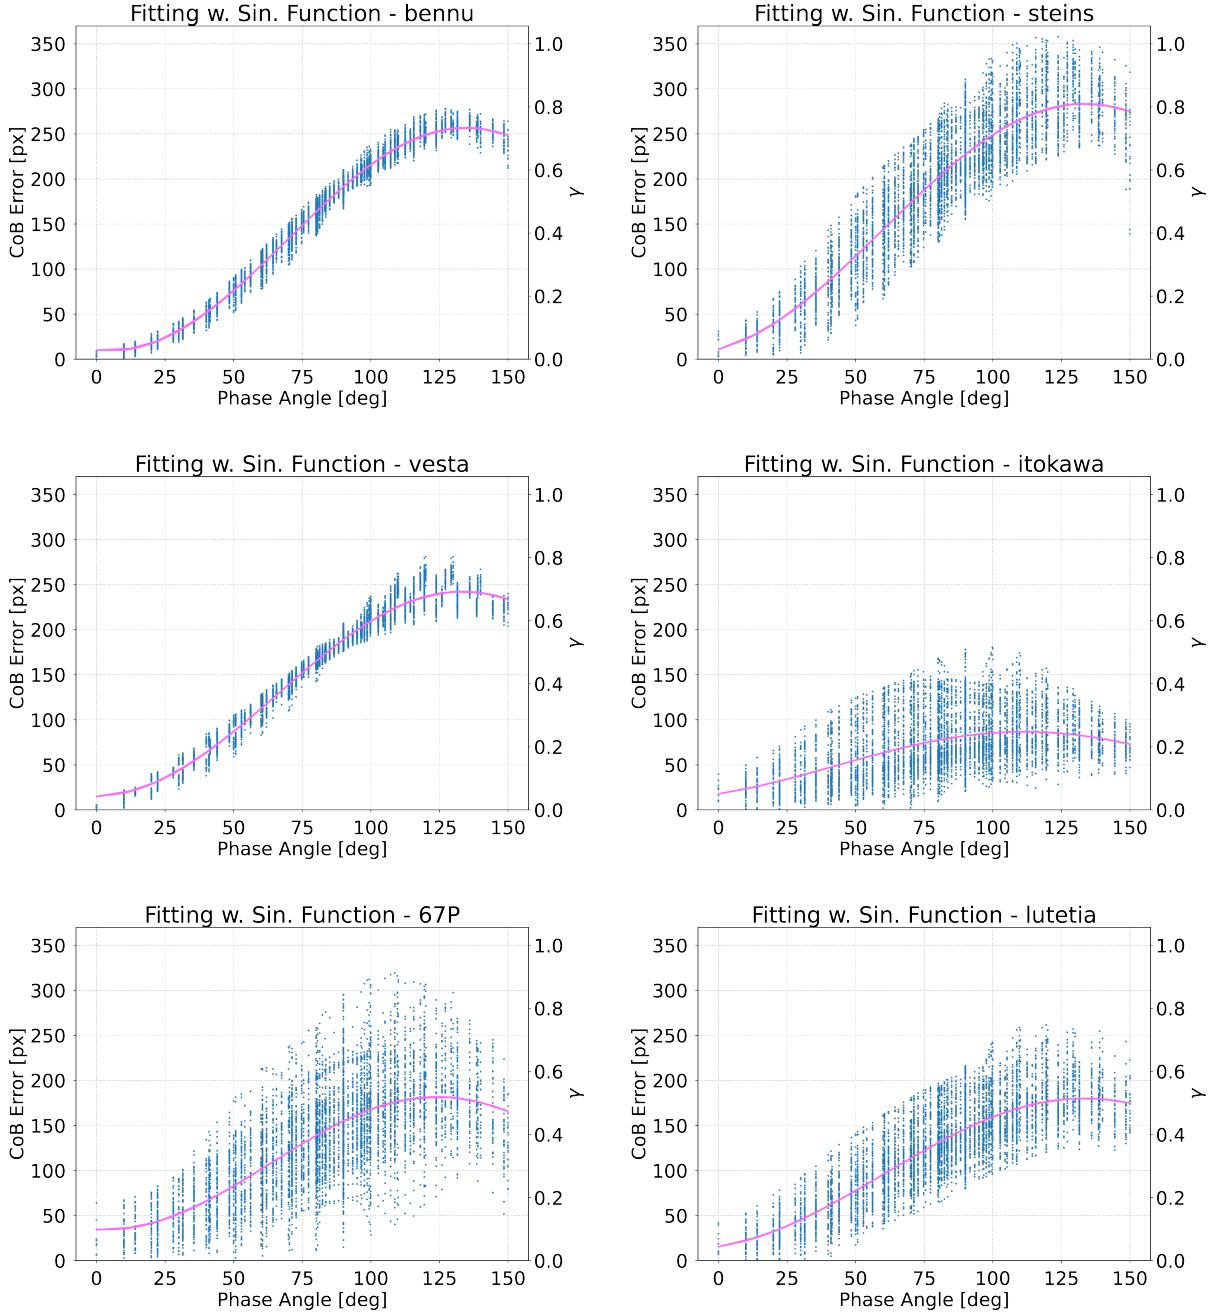 Fitting w. Sin. Function - bennu
350
300
250
200
150
100
50
0
CoB Error [px]
1.0
0.8
0.6
0.4
0.2
0.0
γ
0 25 50 75 100 125 150
Phase Angle [deg]
Fitting w. Sin. Function - steins
350
300
250
200
150
100
50
0
CoB Error [px]
1.0
0.8
0.6
0.4
0.2
0.0
γ
0 25 50 75 100 125 150
Phase Angle [deg]
Fitting w. Sin. Function - vesta
350
300
250
200
150
100
50
0
CoB Error [px]
1.0
0.8
0.6
0.4
0.2
0.0
γ
0 25 50 75 100 125 150
Phase Angle [deg]
Fitting w. Sin. Function - itokawa
350
300
250
200
150
100
50
0
CoB Error [px]
1.0
0.8
0.6
0.4
0.2
0.0
γ
0 25 50 75 100 125 150
Phase Angle [deg]
Fitting w. Sin. Function - 67P
350
300
250
200
150
100
50
0
CoB Error [px]
1.0
0.8
0.6
0.4
0.2
0.0
γ
0 25 50 75 100 125 150
Phase Angle [deg]
Fitting w. Sin. Function - lutetia
350
300
250
200
150
100
50
0
CoB Error [px]
1.0
0.8
0.6
0.4
0.2
0.0
γ
0 25 50 75 100 125 150
Phase Angle [deg]